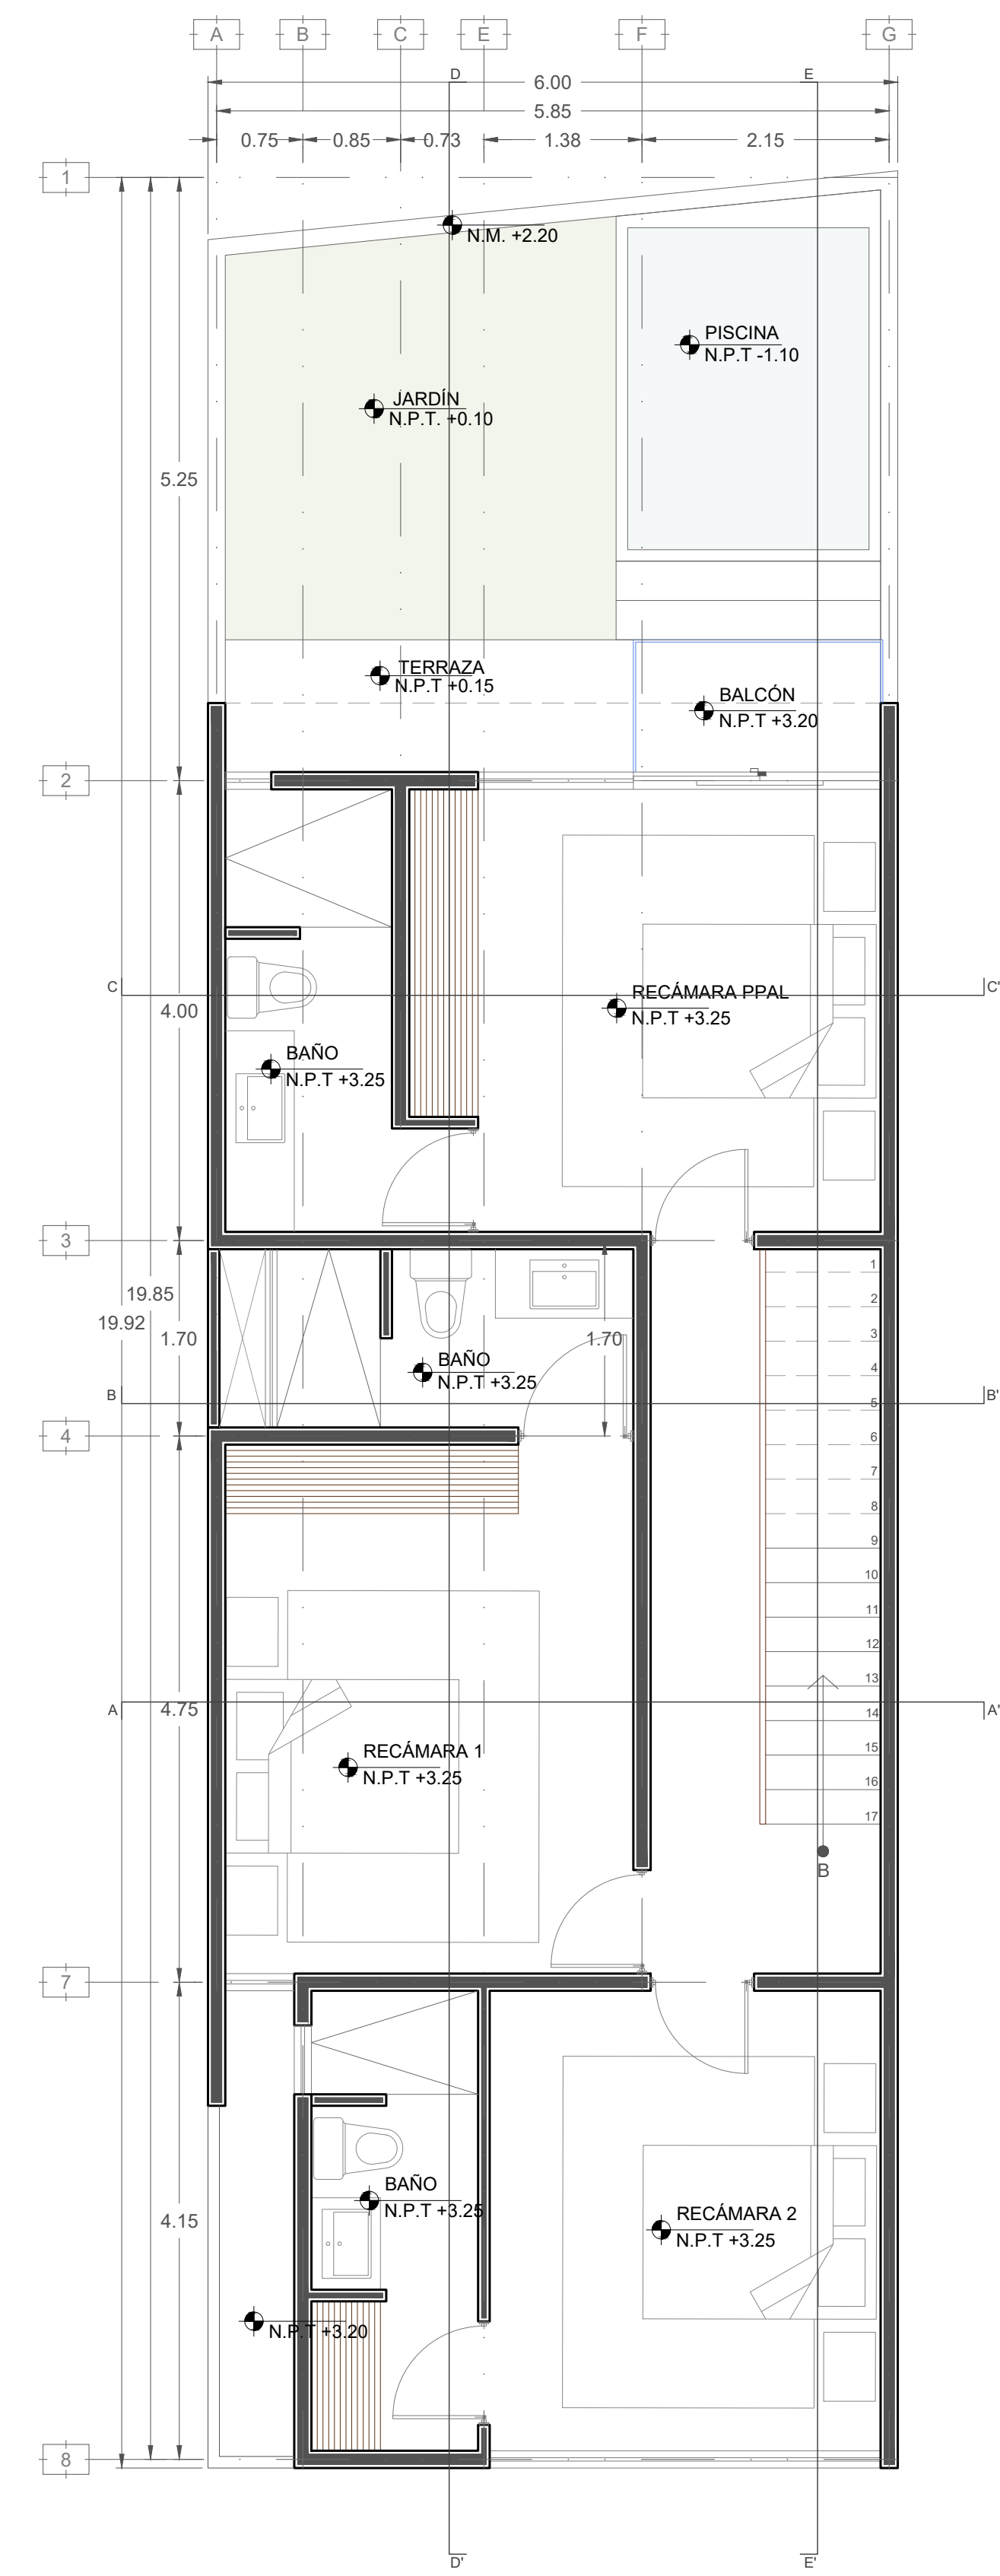 A B C E F G
D E
6.00
5.85
0.75 0.85 0.73 1.38 2.15
1
N.M. +2.20
PISCINA
N.P.T -1.10
JARDÍN
N.P.T. +0.10
5.25
TERRAZA
N.P.T +0.15
BALCÓN
N.P.T +3.20
2
C C'
RECÁMARA PPAL
N.P.T +3.25
4.00
BAÑO
N.P.T +3.25
3
1
2
3
4
5
6
7
8
9
10
11
12
13
14
15
16
17
19.85
19.92
1.70
1.70
BAÑO
N.P.T +3.25
B B'
4
A A'
4.75
RECÁMARA 1
N.P.T +3.25
B
7
BAÑO
N.P.T +3.25
4.15
RECÁMARA 2
N.P.T +3.25
N.P.T +3.20
8
D' E'